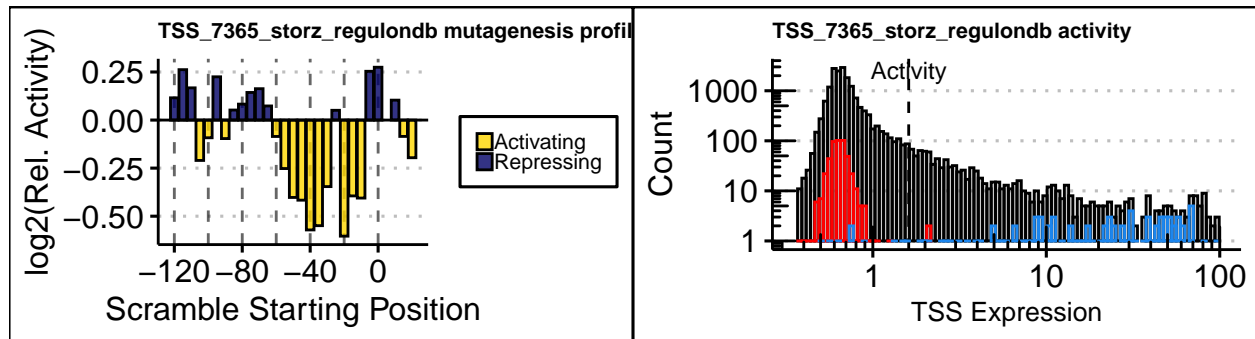 TSS_7365_storz_regulondb mutagenesis profil
log2(Rel. Activity)
0.25
0.00
−0.25
−0.50
−120
−80
−40
0
Scramble Starting Position
Activating
Repressing
TSS_7365_storz_regulondb activity
Activity
Count
1000
100
10
1
1
10
100
TSS Expression